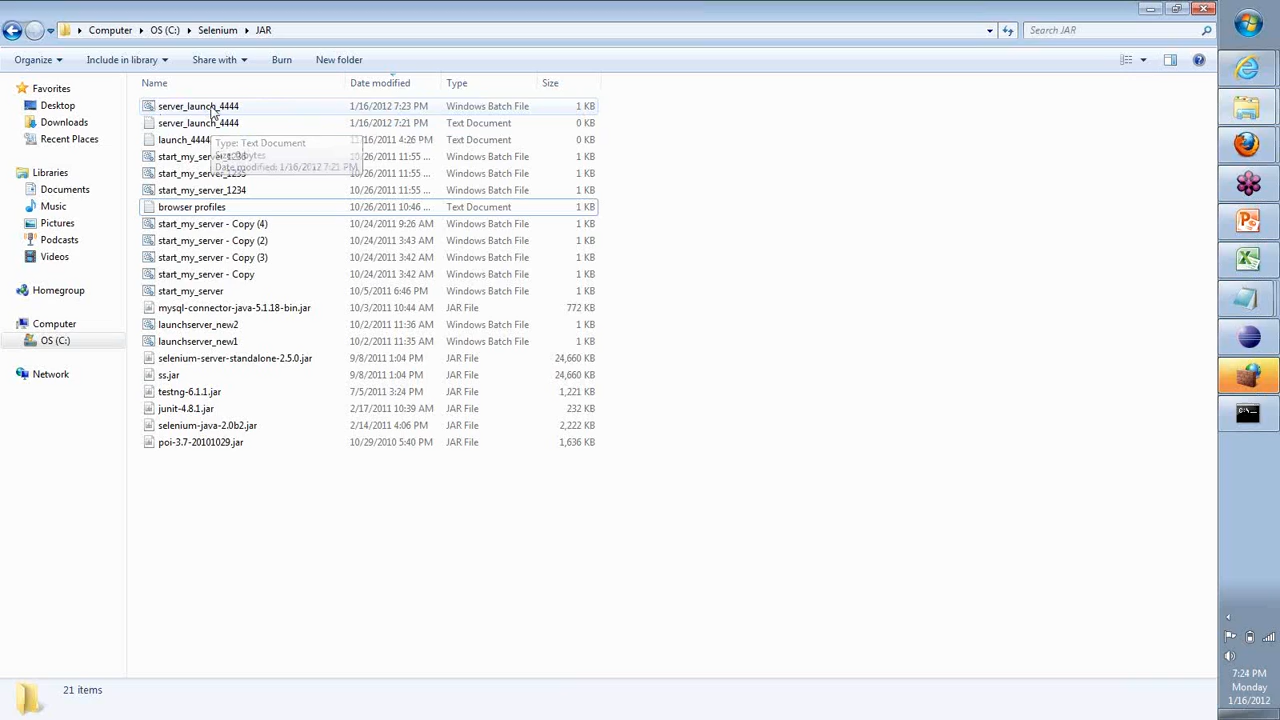 Computer OS (C:) Selenium JAR
Search JAR
Organize Include in library Share with Burn New folder
Name Date modified Type Size
Favorites
Desktop
Downloads
Recent Places
Libraries
Documents
Music
Pictures
Podcasts
Videos
Homegroup
Computer
OS (C:)
Network
server_launch_4444 1/16/2012 7:23 PM Windows Batch File 1 KB
server_launch_4444 1/16/2012 7:21 PM Text Document 0 KB
launch_4444 4:26 PM Text Document 0 KB
10/26/2011 11:55 ... Windows Batch File 1 KB
10/26/2011 11:55 ... Windows Batch File 1 KB
start_my_server_1234 10/26/2011 11:55 ... Windows Batch File 1 KB
browser profiles 10/26/2011 10:46 ... Text Document 1 KB
start_my_server - Copy (4) 10/24/2011 9:26 AM Windows Batch File 1 KB
start_my_server - Copy (2) 10/24/2011 3:43 AM Windows Batch File 1 KB
start_my_server - Copy (3) 10/24/2011 3:42 AM Windows Batch File 1 KB
start_my_server - Copy 10/24/2011 3:42 AM Windows Batch File 1 KB
start_my_server 10/5/2011 6:46 PM Windows Batch File 1 KB
mysql-connector-java-5.1.18-bin.jar 10/3/2011 10:44 AM JAR File 772 KB
launchserver_new2 10/2/2011 11:36 AM Windows Batch File 1 KB
launchserver_new1 10/2/2011 11:35 AM Windows Batch File 1 KB
selenium-server-standalone-2.5.0.jar 9/8/2011 1:04 PM JAR File 24,660 KB
ss.jar 9/8/2011 1:04 PM JAR File 24,660 KB
testng-6.1.1.jar 7/5/2011 3:24 PM JAR File 1,221 KB
junit-4.8.1.jar 2/17/2011 10:39 AM JAR File 232 KB
selenium-java-2.0b2.jar 2/14/2011 4:06 PM JAR File 2,222 KB
poi-3.7-20101029.jar 10/29/2010 5:40 PM JAR File 1,636 KB
Type: Text Document
Date modified: 1/16/2012 7:21 PM
21 items
7:24 PM
Monday
1/16/2012